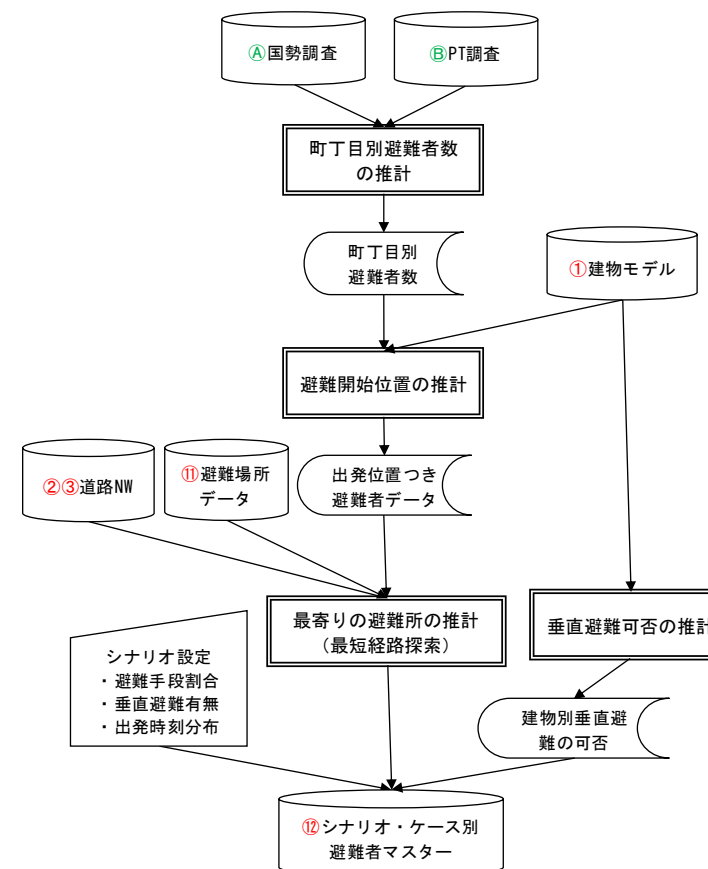 Ⓐ国勢調査
ⒷPT調査
町丁目別避難者数
の推計
町丁目別
避難者数
①建物モデル
避難開始位置の推計
②③道路NW
⑪避難場所
データ
出発位置つき
避難者データ
最寄りの避難所の推計
(最短経路探索)
垂直避難可否の推計
シナリオ設定
・避難手段割合
・垂直避難有無
・出発時刻分布
建物別垂直避
難の可否
⑫シナリオ・ケース別
避難者マスター